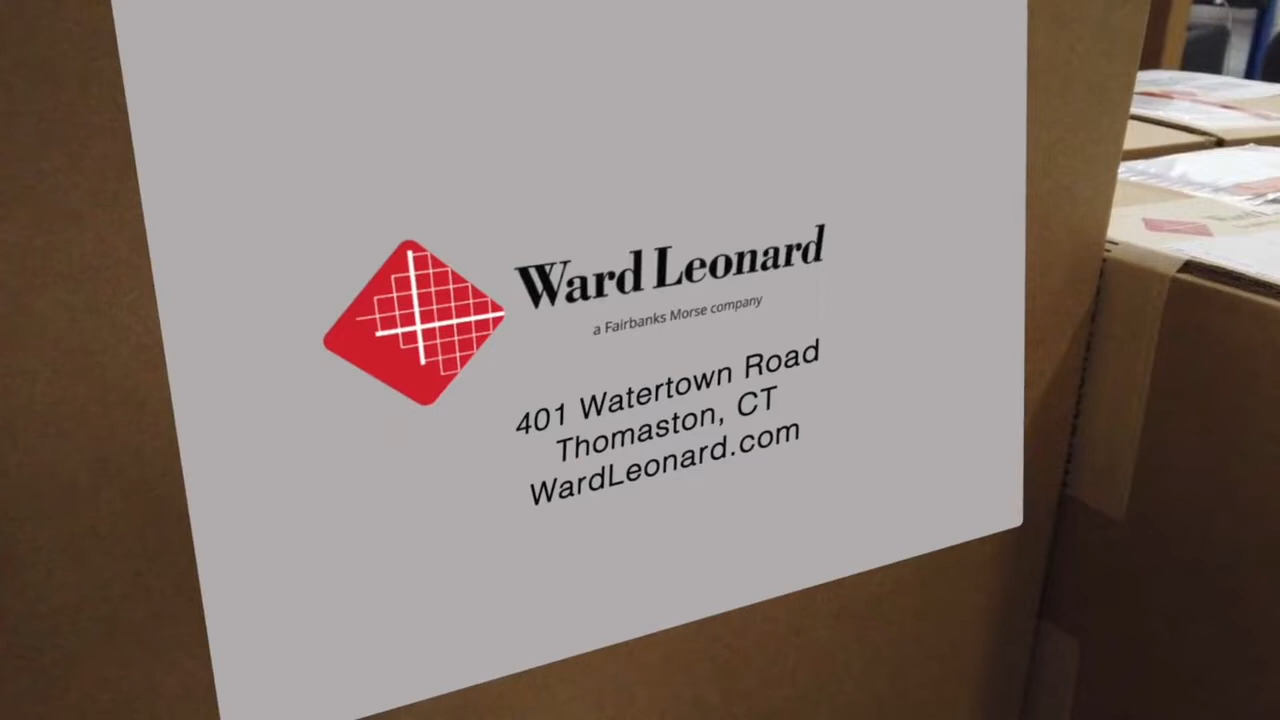 Ward Leonard
a Fairbanks Morse company
401 Watertown Road
Thomaston, CT
WardLeonard.com